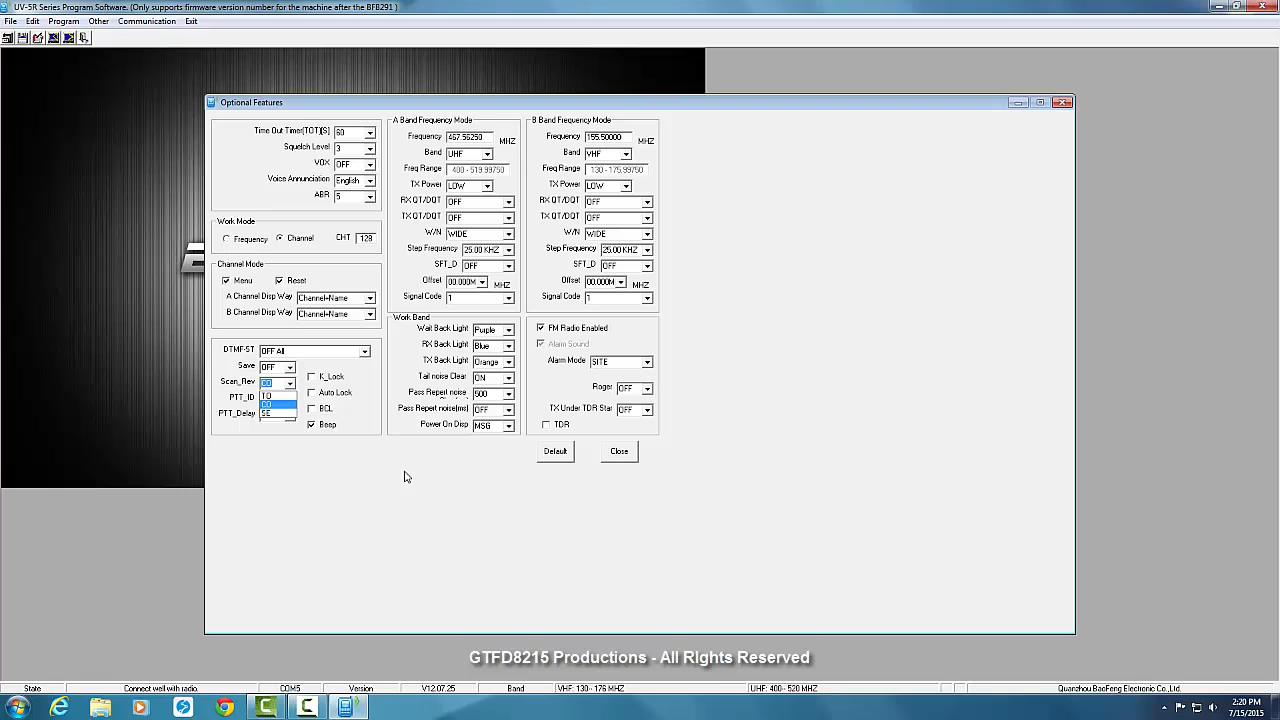 UV-5R Series Program Software. (Only supports firmware version number for the machine after the BFB291 )
File Edit Program Other Communication Exit
Optional Features
Time Out Timer[TOT][S] 60
Squelch Level 3
VOX OFF
Voice Annunciation English
ABR 5
Work Mode
Frequency Channel CHT 128
Channel Mode
Menu Reset
A Channel Disp Way Channel+Name
B Channel Disp Way Channel+Name
DTMF-ST OFF All
Save OFF
Scan_Rev CO
PTT_ID TO
CO
PTT_Delay SE
K_Lock
Auto Lock
BCL
Beep
A Band Frequency Mode
Frequency 467.56250 MHZ
Band UHF
Freq Range 400 - 519.99750
TX Power LOW
RX QT/DQT OFF
TX QT/DQT OFF
W/N WIDE
Step Frequency 25.00 KHZ
SFT_D OFF
Offset 00.000M MHZ
Signal Code 1
Work Band
Wait Back Light Purple
RX Back Light Blue
TX Back Light Orange
Tail noise Clear ON
Pass Repert noise 500
Pass Repert noise(ms) OFF
Power On Disp MSG
B Band Frequency Mode
Frequency 155.50000 MHZ
Band VHF
Freq Range 130 - 175.99750
TX Power LOW
RX QT/DQT OFF
TX QT/DQT OFF
W/N WIDE
Step Frequency 25.00 KHZ
SFT_D OFF
Offset 00.000M MHZ
Signal Code 1
FM Radio Enabled
Alarm Sound
Alarm Mode SITE
Roger OFF
TX Under TDR Star OFF
TDR
Default Close
GTFD8215 Productions - All Rights Reserved
State Connect well with radio. COM5 Version V12.07.25 Band VHF: 130-- 176 MHZ UHF: 400-- 520 MHZ Quanzhou BaoFeng Electronic Co.,Ltd.
2:20 PM
7/15/2015